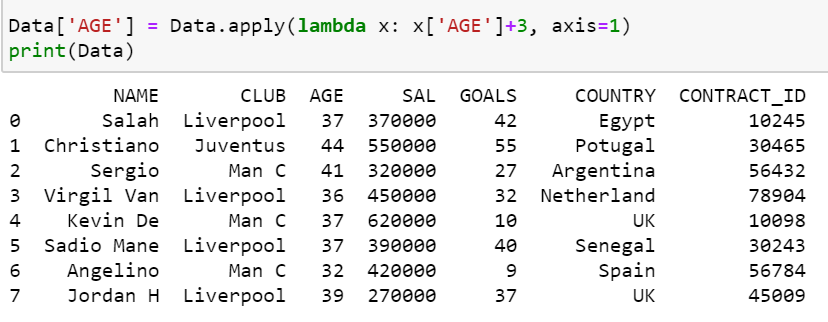 Data['AGE'] = Data.apply(lambda x: x['AGE']+3, axis=1)
print(Data)
NAME CLUB AGE SAL GOALS COUNTRY CONTRACT_ID
0 Salah Liverpool 37 370000 42 Egypt 10245
1 Christiano Juventus 44 550000 55 Potugal 30465
2 Sergio Man C 41 320000 27 Argentina 56432
3 Virgil Van Liverpool 36 450000 32 Netherland 78904
4 Kevin De Man C 37 620000 10 UK 10098
5 Sadio Mane Liverpool 37 390000 40 Senegal 30243
6 Angelino Man C 32 420000 9 Spain 56784
7 Jordan H Liverpool 39 270000 37 UK 45009